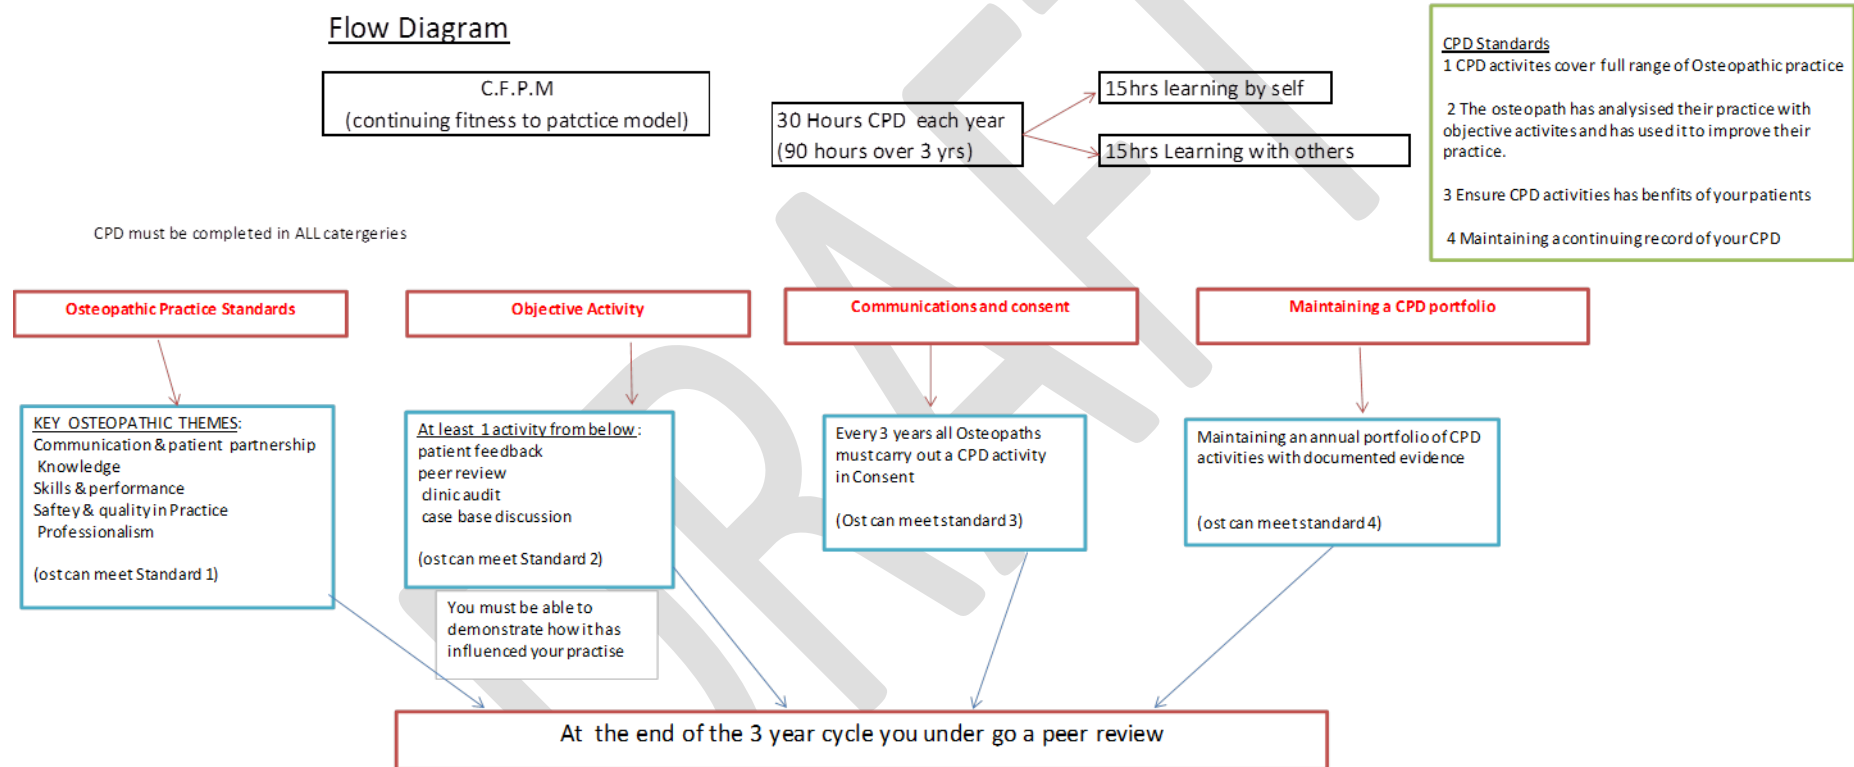 Flow Diagram
C.F.P.M
(continuing fitness to patctice model)
30 Hours CPD each year
(90 hours over 3 yrs)
15hrs learning by self
15hrs Learning with others
CPD Standards
1 CPD activites cover full range of Osteopathic practice
2 The osteopath has analysised their practice with
objective activites and has used it to improve their
practice.
3 Ensure CPD activities has benfits of your patients
4 Maintaining a continuing record of your CPD
CPD must be completed in ALL catergeries
Osteopathic Practice Standards
Objective Activity
Communications and consent
Maintaining a CPD portfolio
KEY OSTEOPATHIC THEMES:
Communication & patient partnership
Knowledge
Skills & performance
Saftey & quality in Practice
Professionalism
(ost can meet Standard 1)
At least 1 activity from below:
patient feedback
peer review
clinic audit
case base discussion
(ost can meet Standard 2)
You must be able to
demonstrate how it has
influenced your practise
Every 3 years all Osteopaths
must carry out a CPD activity
in Consent
(Ost can meet standard 3)
Maintaining an annual portfolio of CPD
activities with documented evidence
(ost can meet standard 4)
At the end of the 3 year cycle you under go a peer review
DRAFT